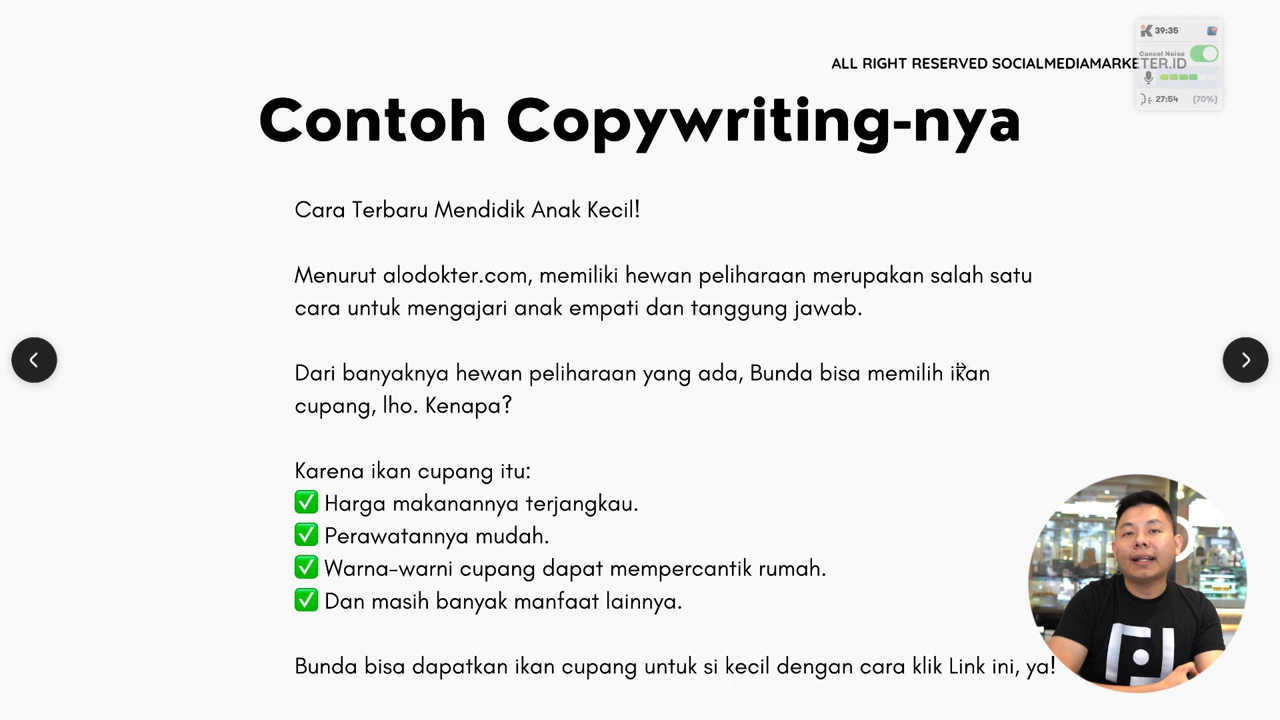 39:35
Cancel Noise
ALL RIGHT RESERVED SOCIALMEDIAMARKETER.ID
27:54 (70%)
Contoh Copywriting-nya
Cara Terbaru Mendidik Anak Kecil!
Menurut alodokter.com, memiliki hewan peliharaan merupakan salah satu
cara untuk mengajari anak empati dan tanggung jawab.
Dari banyaknya hewan peliharaan yang ada, Bunda bisa memilih ikan
cupang, lho. Kenapa?
Karena ikan cupang itu:
✅ Harga makanannya terjangkau.
✅ Perawatannya mudah.
✅ Warna-warni cupang dapat mempercantik rumah.
✅ Dan masih banyak manfaat lainnya.
Bunda bisa dapatkan ikan cupang untuk si kecil dengan cara klik Link ini, ya!